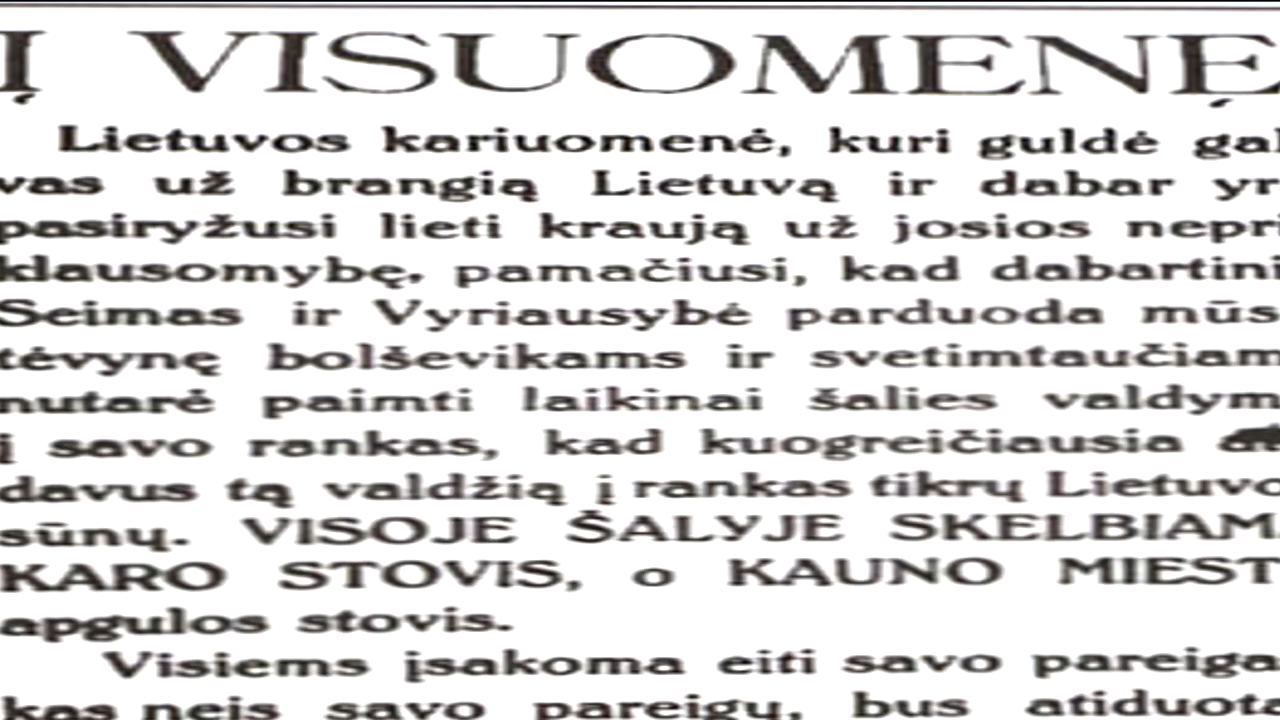 Į VISUOMENĘ
Lietuvos kariuomenė, kuri guldė gal
vas už brangią Lietuvą ir dabar yr
pasiryžusi lieti kraują už josios nepri
klausomybę, pamačiusi, kad dabartini
Seimas ir Vyriausybė parduoda mūs
tėvynę bolševikams ir svetimtaučiam
nutarė paimti laikinai šalies valdym
į savo rankas, kad kuogreičiausia
davus tą valdžią į rankas tikrų Lietuvo
sūnų. VISOJE ŠALYJE SKELBIAM
KARO STOVIS, o KAUNO MIEST
apgulos stovis.
Visiems įsakoma eiti savo pareiga
kas neis savo pareigų, bus atiduota